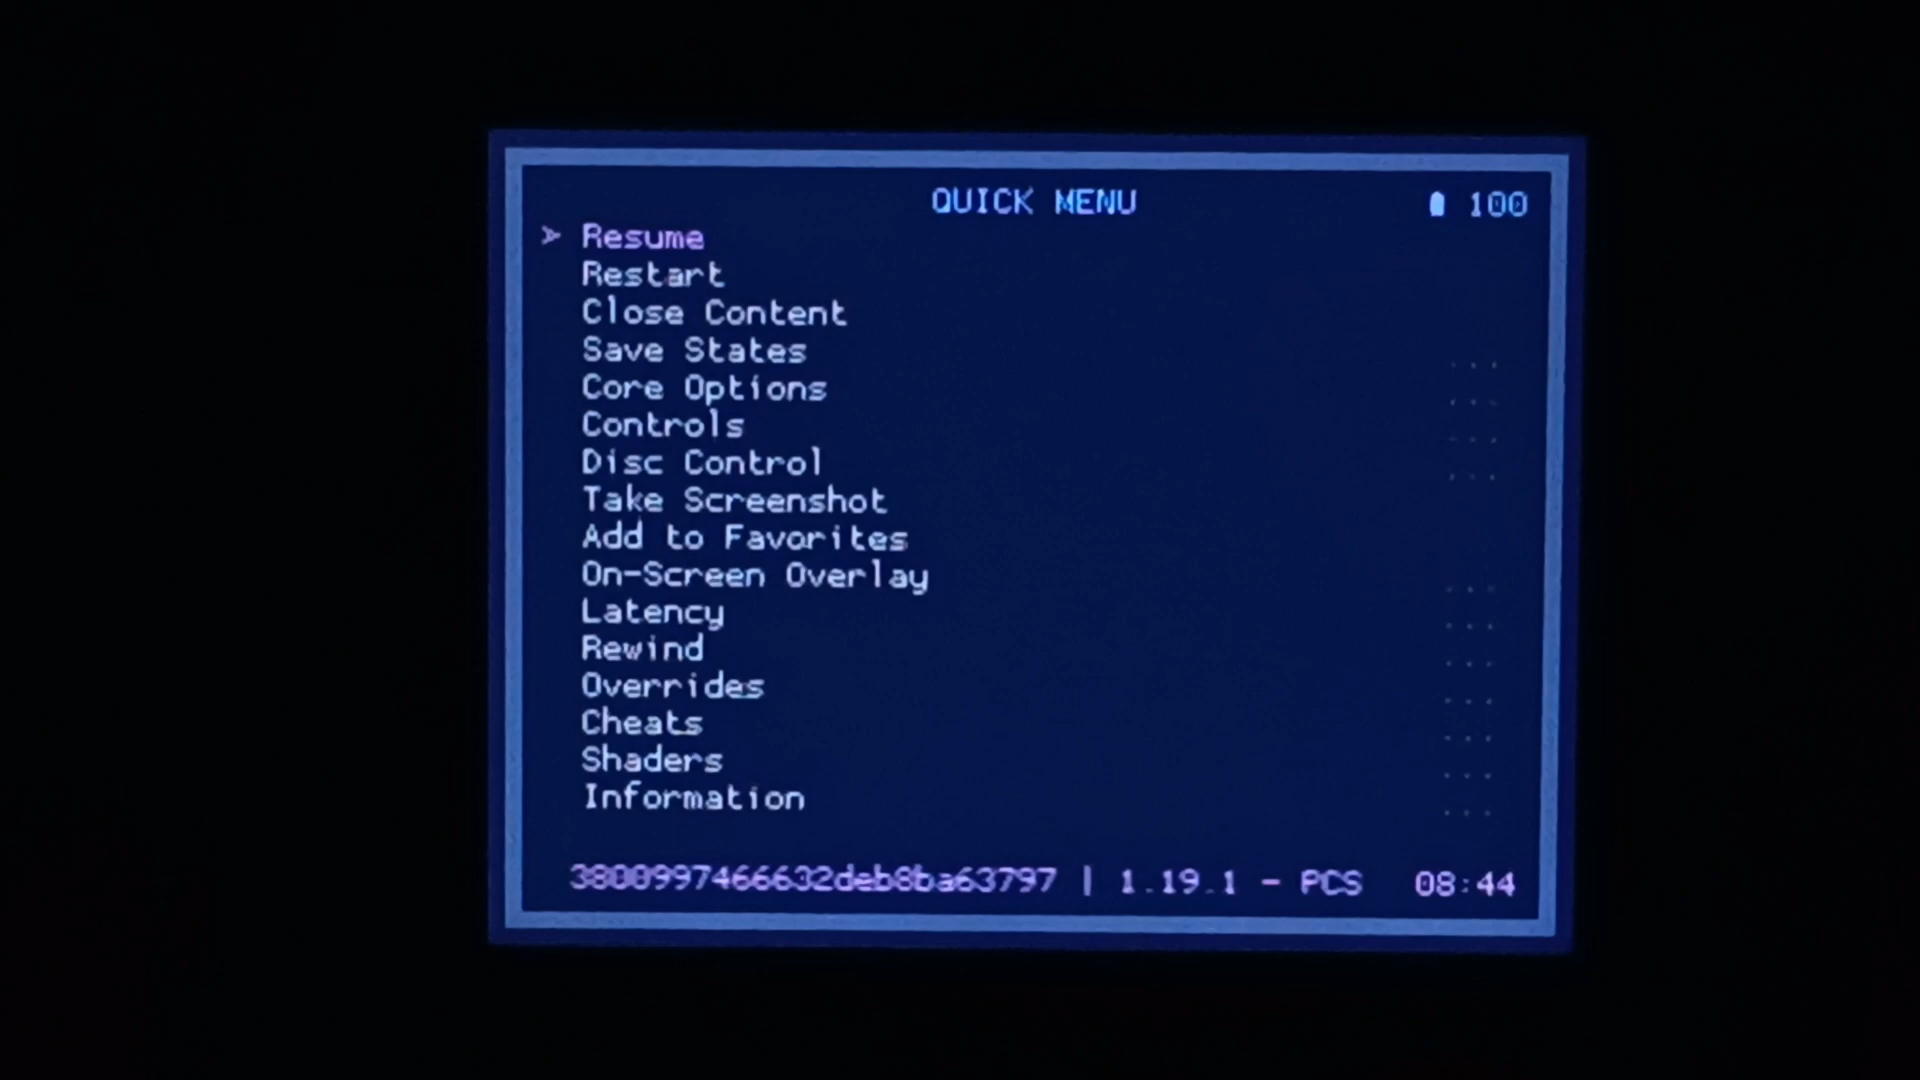 QUICK MENU 100
> Resume
Restart
Close Content
Save States ...
Core Options ...
Controls ...
Disc Control ...
Take Screenshot
Add to Favorites
On-Screen Overlay ...
Latency ...
Rewind ...
Overrides ...
Cheats ...
Shaders ...
Information ...
3800997466632deb8ba63797 | 1.19.1 - PCS 08:44